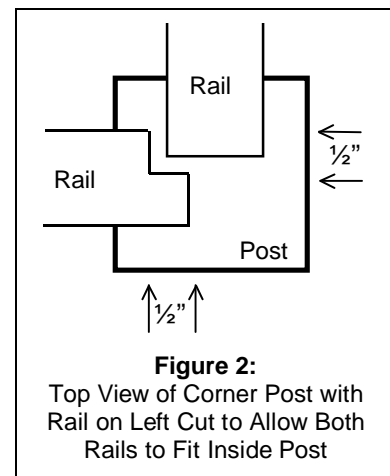 Rail
½”
Rail
Post
½”
Figure 2:
Top View of Corner Post with
Rail on Left Cut to Allow Both
Rails to Fit Inside Post